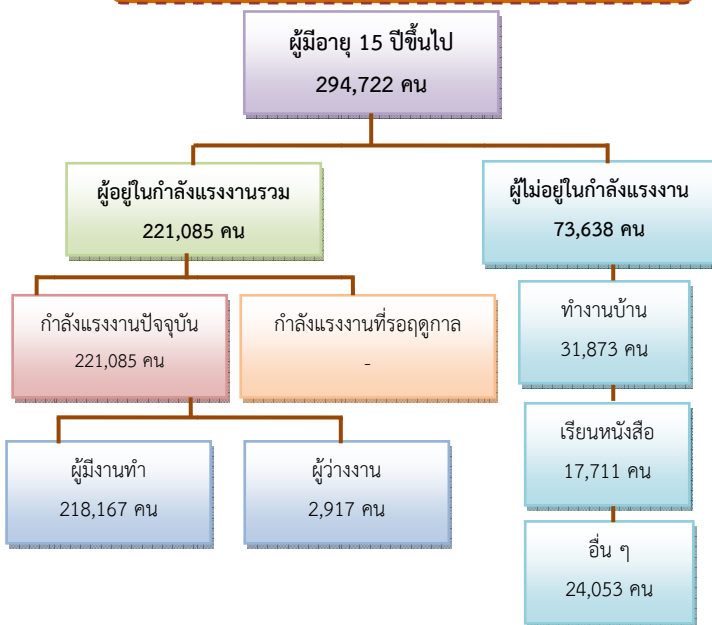 ผู้มีอายุ 15 ปีขึ้นไป
294,722 คน
ผู้อยู่ในกำลังแรงงานรวม
221,085 คน
ผู้ไม่อยู่ในกำลังแรงงาน
73,638 คน
กำลังแรงงานปัจจุบัน
221,085 คน
กำลังแรงงานที่รอฤดูกาล
-
ทำงานบ้าน
31,873 คน
ผู้มีงานทำ
218,167 คน
ผู้ว่างงาน
2,917 คน
เรียนหนังสือ
17,711 คน
อื่น ๆ
24,053 คน